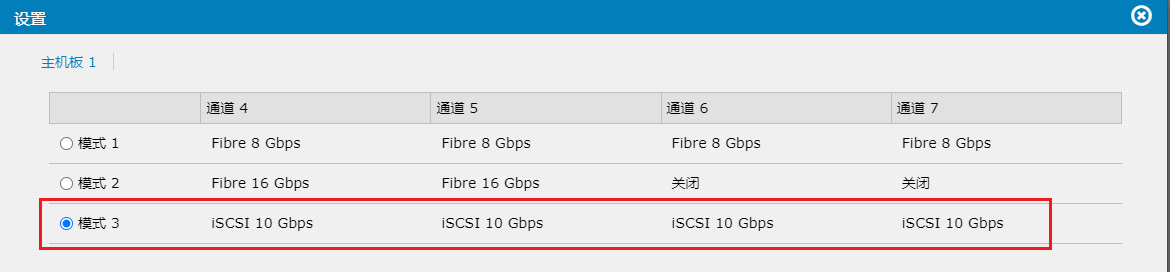 设置
主机板 1
通道 4 通道 5 通道 6 通道 7
模式 1 Fibre 8 Gbps Fibre 8 Gbps Fibre 8 Gbps Fibre 8 Gbps
模式 2 Fibre 16 Gbps Fibre 16 Gbps 关闭 关闭
模式 3 iSCSI 10 Gbps iSCSI 10 Gbps iSCSI 10 Gbps iSCSI 10 Gbps